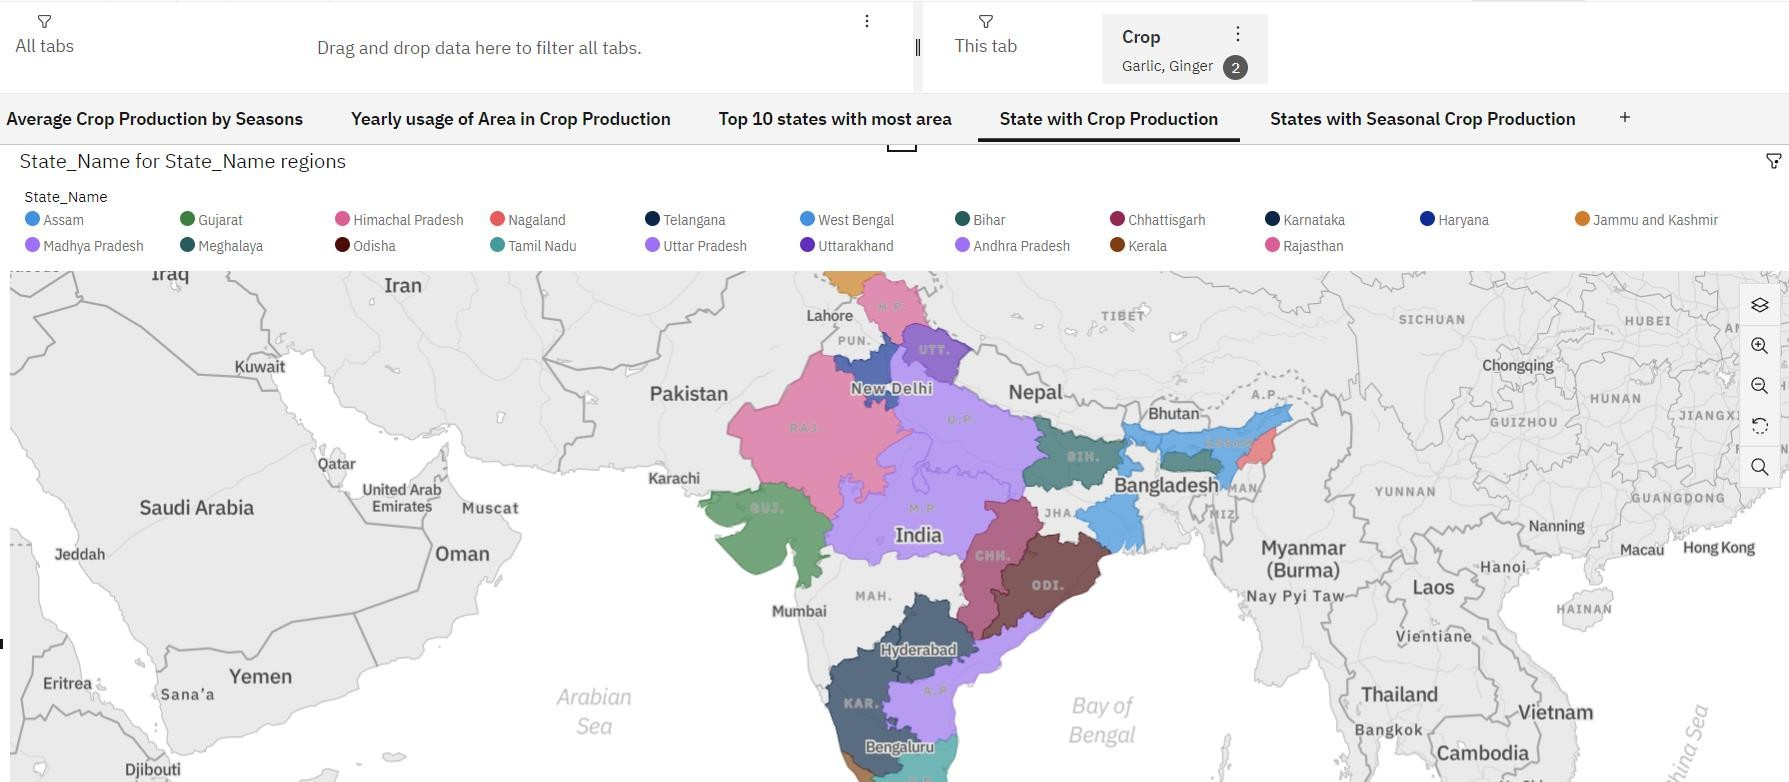 All tabs
Drag and drop data here to filter all tabs.
This tab
Crop
Garlic, Ginger 2
Average Crop Production by Seasons
Yearly usage of Area in Crop Production
Top 10 states with most area
State with Crop Production
States with Seasonal Crop Production
+
State_Name for State_Name regions
State_Name
Assam Gujarat Himachal Pradesh Nagaland Telangana West Bengal Bihar Chhattisgarh Karnataka Haryana Jammu and Kashmir
Madhya Pradesh Meghalaya Odisha Tamil Nadu Uttar Pradesh Uttarakhand Andhra Pradesh Kerala Rajasthan
Iraq
Iran
Lahore
H.P.
TIBET
SICHUAN
HUBEI
PUN.
UTT.
Kuwait
Chongqing
Pakistan
New Delhi
Nepal
A.P.
HUNAN
Bhutan
JIANGXI
GUIZHOU
RAJ.
U.P.
ASSAM
BIH.
Qatar
Karachi
Bangladesh
MAN.
United Arab
Emirates
Muscat
YUNNAN
GUANGDONG
Saudi Arabia
GUJ.
M.P.
JHA.
MIZ.
India
Nanning
Jeddah
Oman
CHH.
Myanmar
(Burma)
Macau
Hong Kong
Hanoi
ODI.
Laos
MAH.
Nay Pyi Taw
Mumbai
HAINAN
Vientiane
Hyderabad
Yemen
Eritrea
Sana’a
Arabian
Sea
KAR.
A.P.
Bay of
Bengal
Thailand
Vietnam
Bangkok
Bengaluru
Cambodia
Djibouti